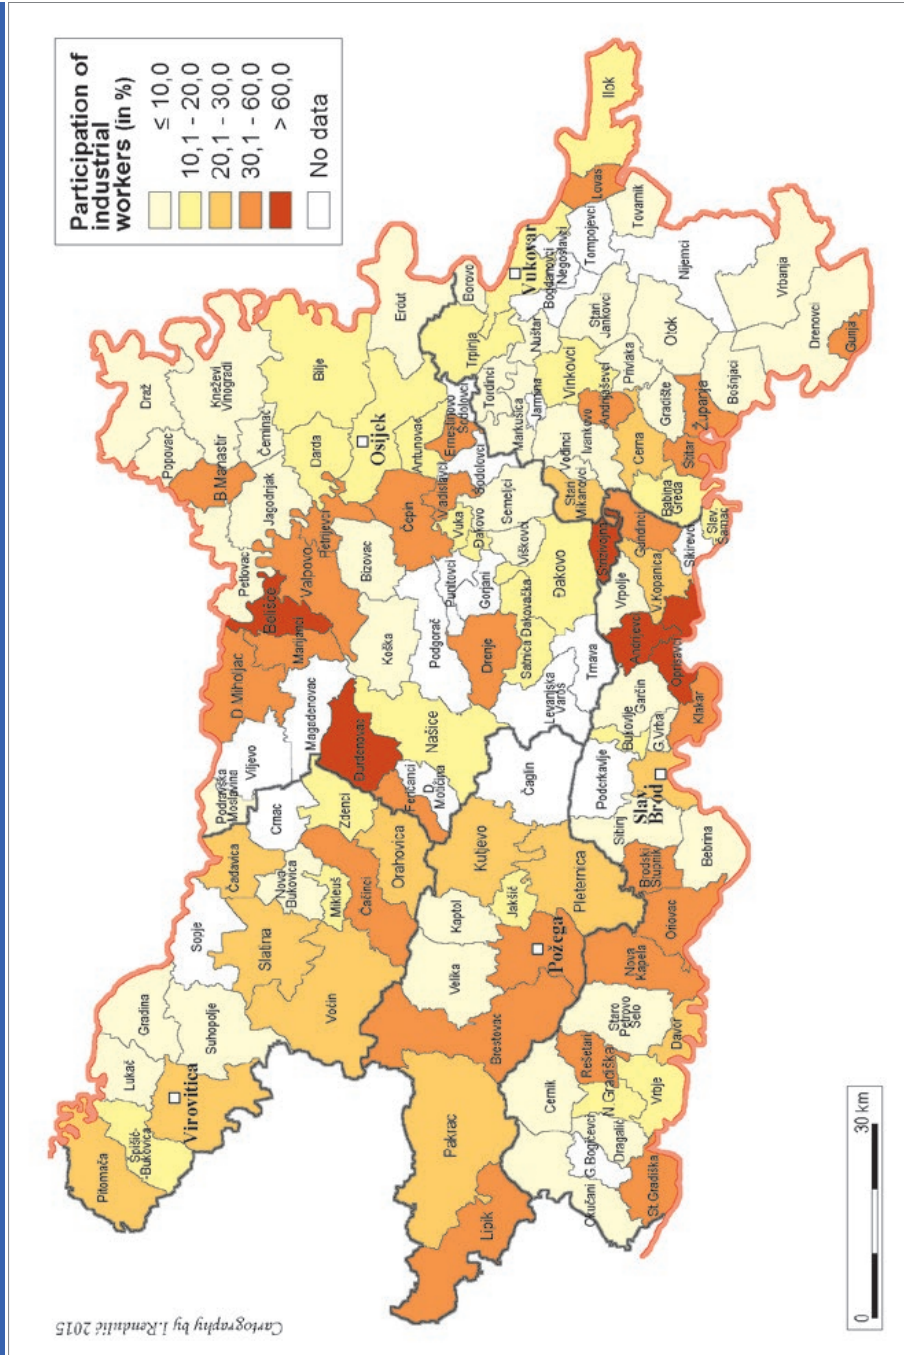 Participation of
industrial
workers (in %)
≤ 10,0
10,1 - 20,0
20,1 - 30,0
30,1 - 60,0
> 60,0
No data
Pitomača
Špišić
-Bukovica
Virovitica
Lukač
Gradina
Suhopolje
Sopje
Slatina
Voćin
Čađavica
Nova
Bukovica
Mikleuš
Čačinci
Orahovica
Crnac
Zdenci
Podravska
Moslavina
Viljevo
D.Miholjac
Magadenovac
Marijanci
Belišće
Valpovo
Petrijevci
Petlovac
Jagodnjak
B.Manastir
Popovac
Draž
Kneževi
Vinogradi
Čeminac
Darda
Bilje
Osijek
Erdut
Antunovac
Ernestinovo
Šodolovci
Šodolovci
Čepin
Vladislavci
Vuka
Đakovo
Semeljci
Viškovci
Bizovac
Koška
Podgorač
Punitovci
Gorjani
Drenje
Satnica Đakovačka
Đakovo
Levanjska
Varoš
Trnava
Našice
Đurđenovac
Feričanci
D.
Motičina
Borovo
Vukovar
Trpinja
Tordinci
Markušica
Jarmina
Nuštar
Bogdanovci
Negoslavci
Tompojevci
Lovas
Ilok
Tovarnik
Nijemci
Stari
Jankovci
Vinkovci
Privlaka
Otok
Andrijaševci
Ivankovo
Vođinci
Stari
Mikanovci
Cerna
Gradište
Županja
Štitar
Babina
Greda
Bošnjaci
Vrbanja
Drenovci
Gunja
Lipik
Pakrac
Brestovac
Velika
Kaptol
Jakšić
Požega
Kutjevo
Pleternica
Čaglin
Okučani
G.Bogićevci
Cernik
Dragalić
St.Gradiška
N.Gradiška
Rešetari
Vrbje
Staro
Petrovo
Selo
Davor
Nova
Kapela
Oriovac
Brodski
Stupnik
Bebrina
Sibinj
Podcrkavlje
Slav.
Brod
Bukovlje
G.Vrba
Garčin
Klakar
Oprisavci
Andrijevci
Vrpolje
V.Kopanica
Strizivojna
Gundinci
Sikirevci
Slav.
Šamac
Cartography by I.Rendulić 2015
0
30 km